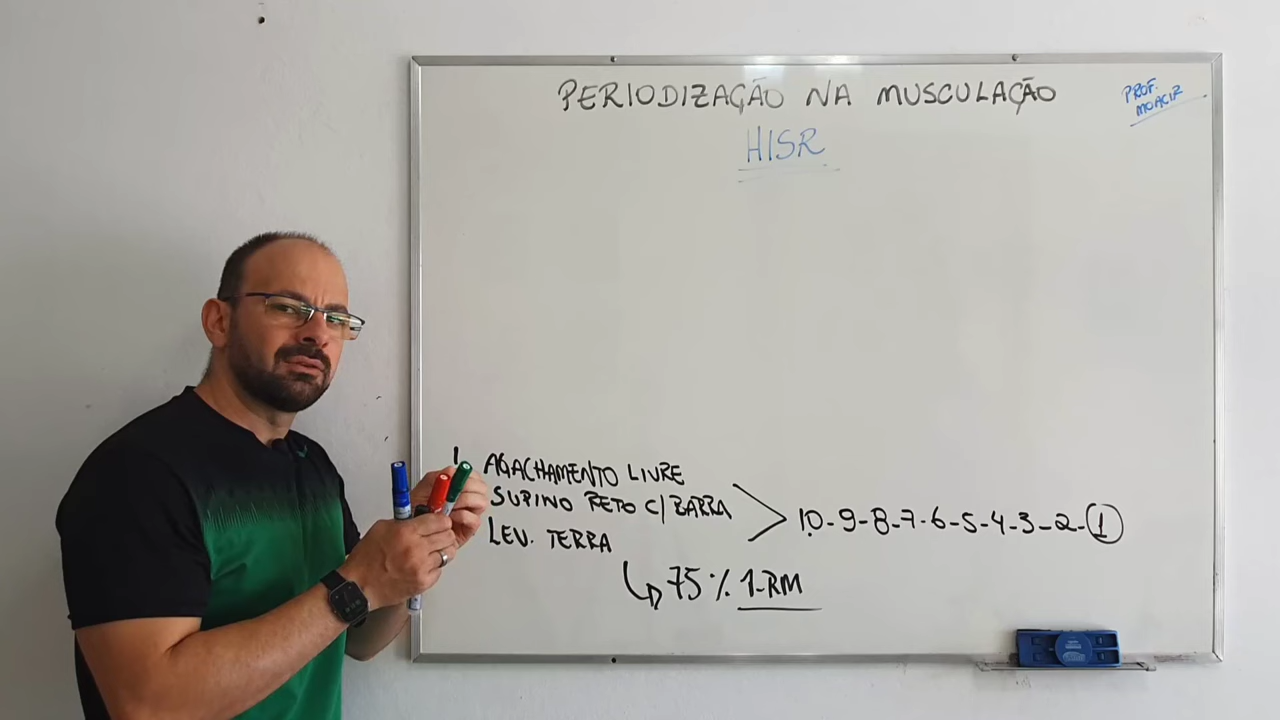 PERIODIZAÇÃO NA MUSCULAÇÃO
PROF. MOACIR
HISR
AGACHAMENTO LIVRE
SUPINO RETO C/ BARRA
LEV. TERRA
10-9-8-7-6-5-4-3-2-1
75% 1-RM